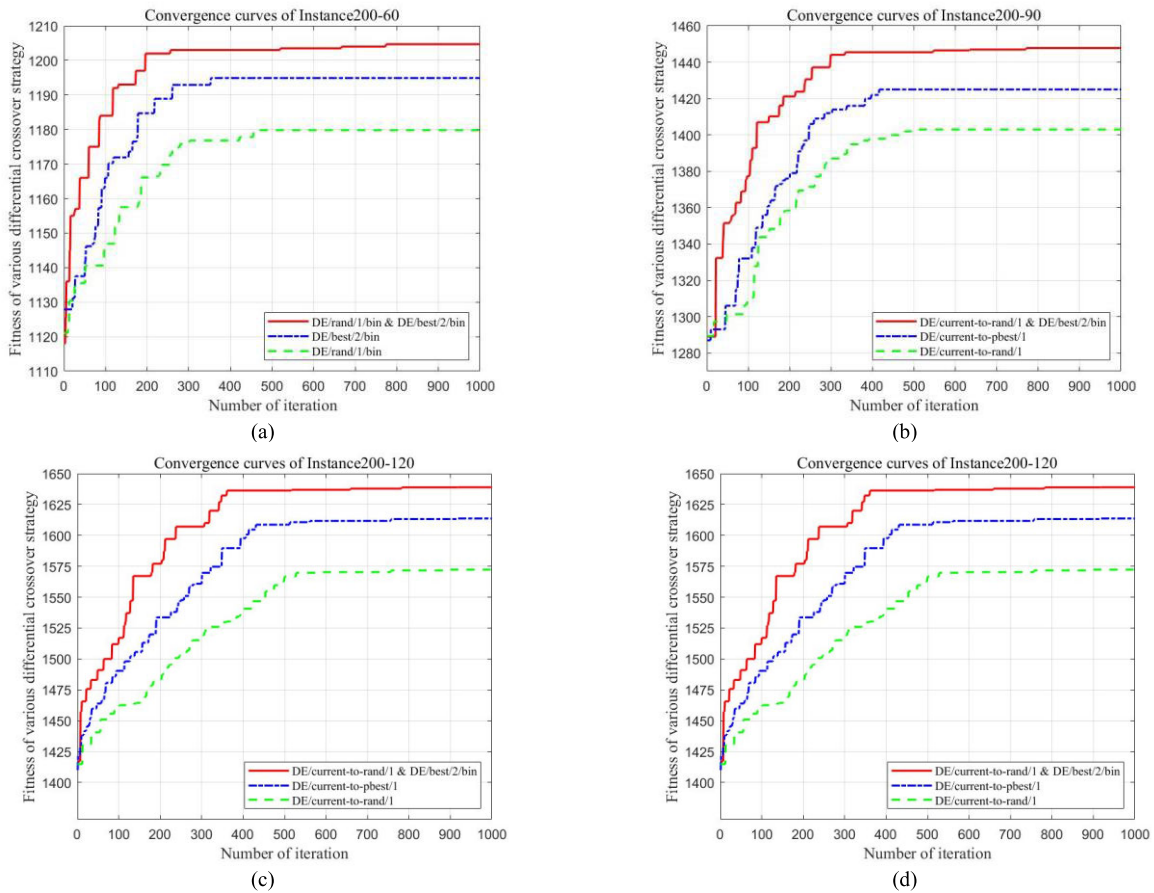 Convergence curves of Instance200-60
Fitness of various differential crossover strategy
1210
1200
1190
1180
1170
1160
1150
1140
1130
1120
1110
DE/rand/1/bin & DE/best/2/bin
DE/best/2/bin
DE/rand/1/bin
0 100 200 300 400 500 600 700 800 900 1000
Number of iteration
(a)
Convergence curves of Instance200-90
Fitness of various differential crossover strategy
1460
1440
1420
1400
1380
1360
1340
1320
1300
1280
DE/current-to-rand/1 & DE/best/2/bin
DE/current-to-pbest/1
DE/current-to-rand/1
0 100 200 300 400 500 600 700 800 900 1000
Number of iteration
(b)
Convergence curves of Instance200-120
Fitness of various differential crossover strategy
1650
1625
1600
1575
1550
1525
1500
1475
1450
1425
1400
DE/current-to-rand/1 & DE/best/2/bin
DE/current-to-pbest/1
DE/current-to-rand/1
0 100 200 300 400 500 600 700 800 900 1000
Number of iteration
(c)
Convergence curves of Instance200-120
Fitness of various differential crossover strategy
1650
1625
1600
1575
1550
1525
1500
1475
1450
1425
1400
DE/current-to-rand/1 & DE/best/2/bin
DE/current-to-pbest/1
DE/current-to-rand/1
0 100 200 300 400 500 600 700 800 900 1000
Number of iteration
(d)